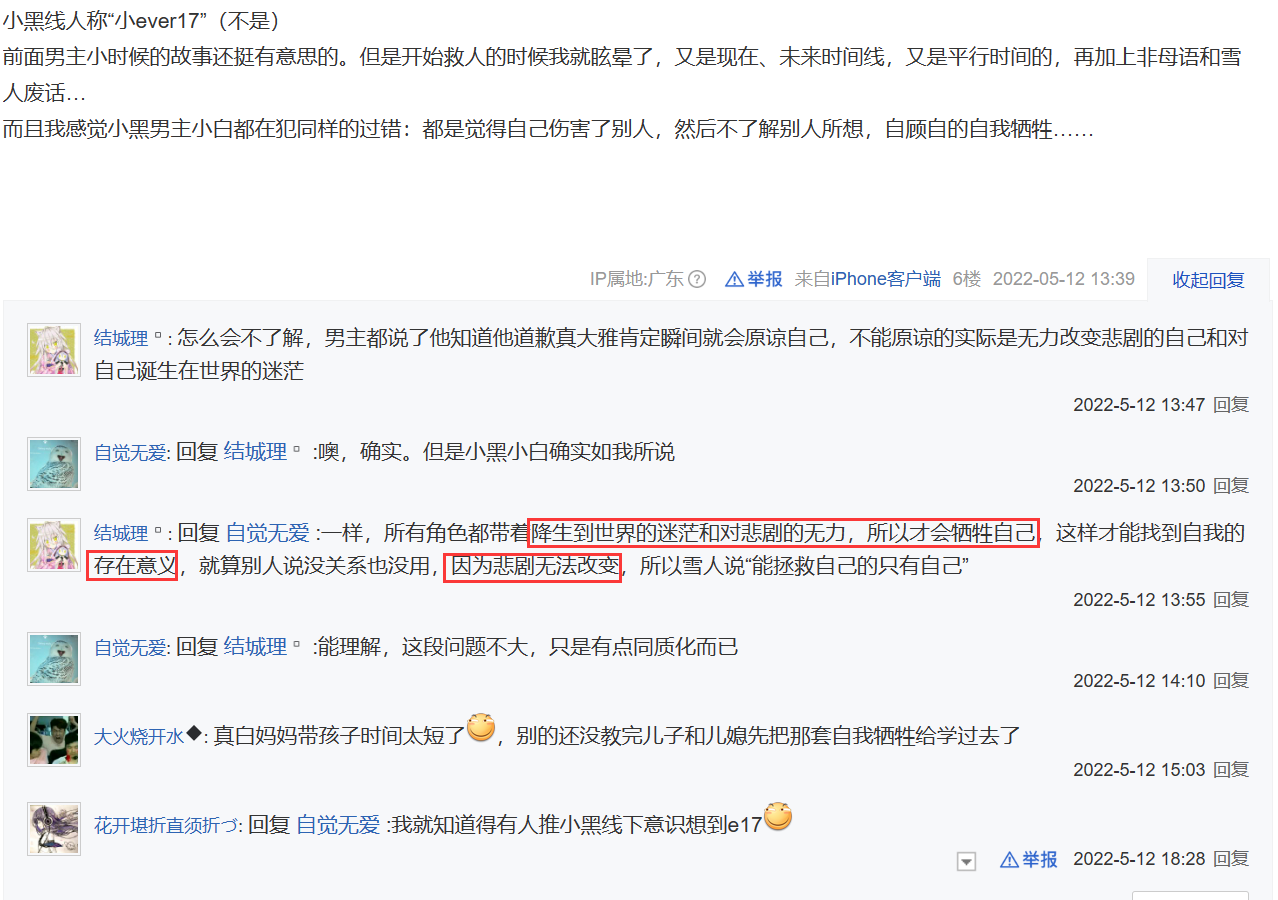 小黑线人称“小ever17”（不是）
前面男主小时候的故事还挺有意思的。但是开始救人的时候我就眩晕了，又是现在、未来时间线，又是平行时间的，再加上非母语和雪
人废话…
而且我感觉小黑男主小白都在犯同样的过错：都是觉得自己伤害了别人，然后不了解别人所想，自顾自的自我牺牲……
IP属地:广东? 举报 来自iPhone客户端 6楼 2022-05-12 13:39 收起回复
结城理▫: 怎么会不了解，男主都说了他知道他道歉真大雅肯定瞬间就会原谅自己，不能原谅的实际是无力改变悲剧的自己和对
自己诞生在世界的迷茫
2022-5-12 13:47 回复
自觉无爱: 回复 结城理▫ :噢，确实。但是小黑小白确实如我所说
2022-5-12 13:50 回复
结城理▫: 回复 自觉无爱 :一样，所有角色都带着降生到世界的迷茫和对悲剧的无力，所以才会牺牲自己，这样才能找到自我的
存在意义，就算别人说没关系也没用，因为悲剧无法改变，所以雪人说“能拯救自己的只有自己”
2022-5-12 13:55 回复
自觉无爱: 回复 结城理▫ :能理解，这段问题不大，只是有点同质化而已
2022-5-12 14:10 回复
大火烧开水◆: 真白妈妈带孩子时间太短了，别的还没教完儿子和儿媳先把那套自我牺牲给学过去了
2022-5-12 15:03 回复
花开堪折直须折づ: 回复 自觉无爱 :我就知道得有人推小黑线下意识想到e17
举报 2022-5-12 18:28 回复